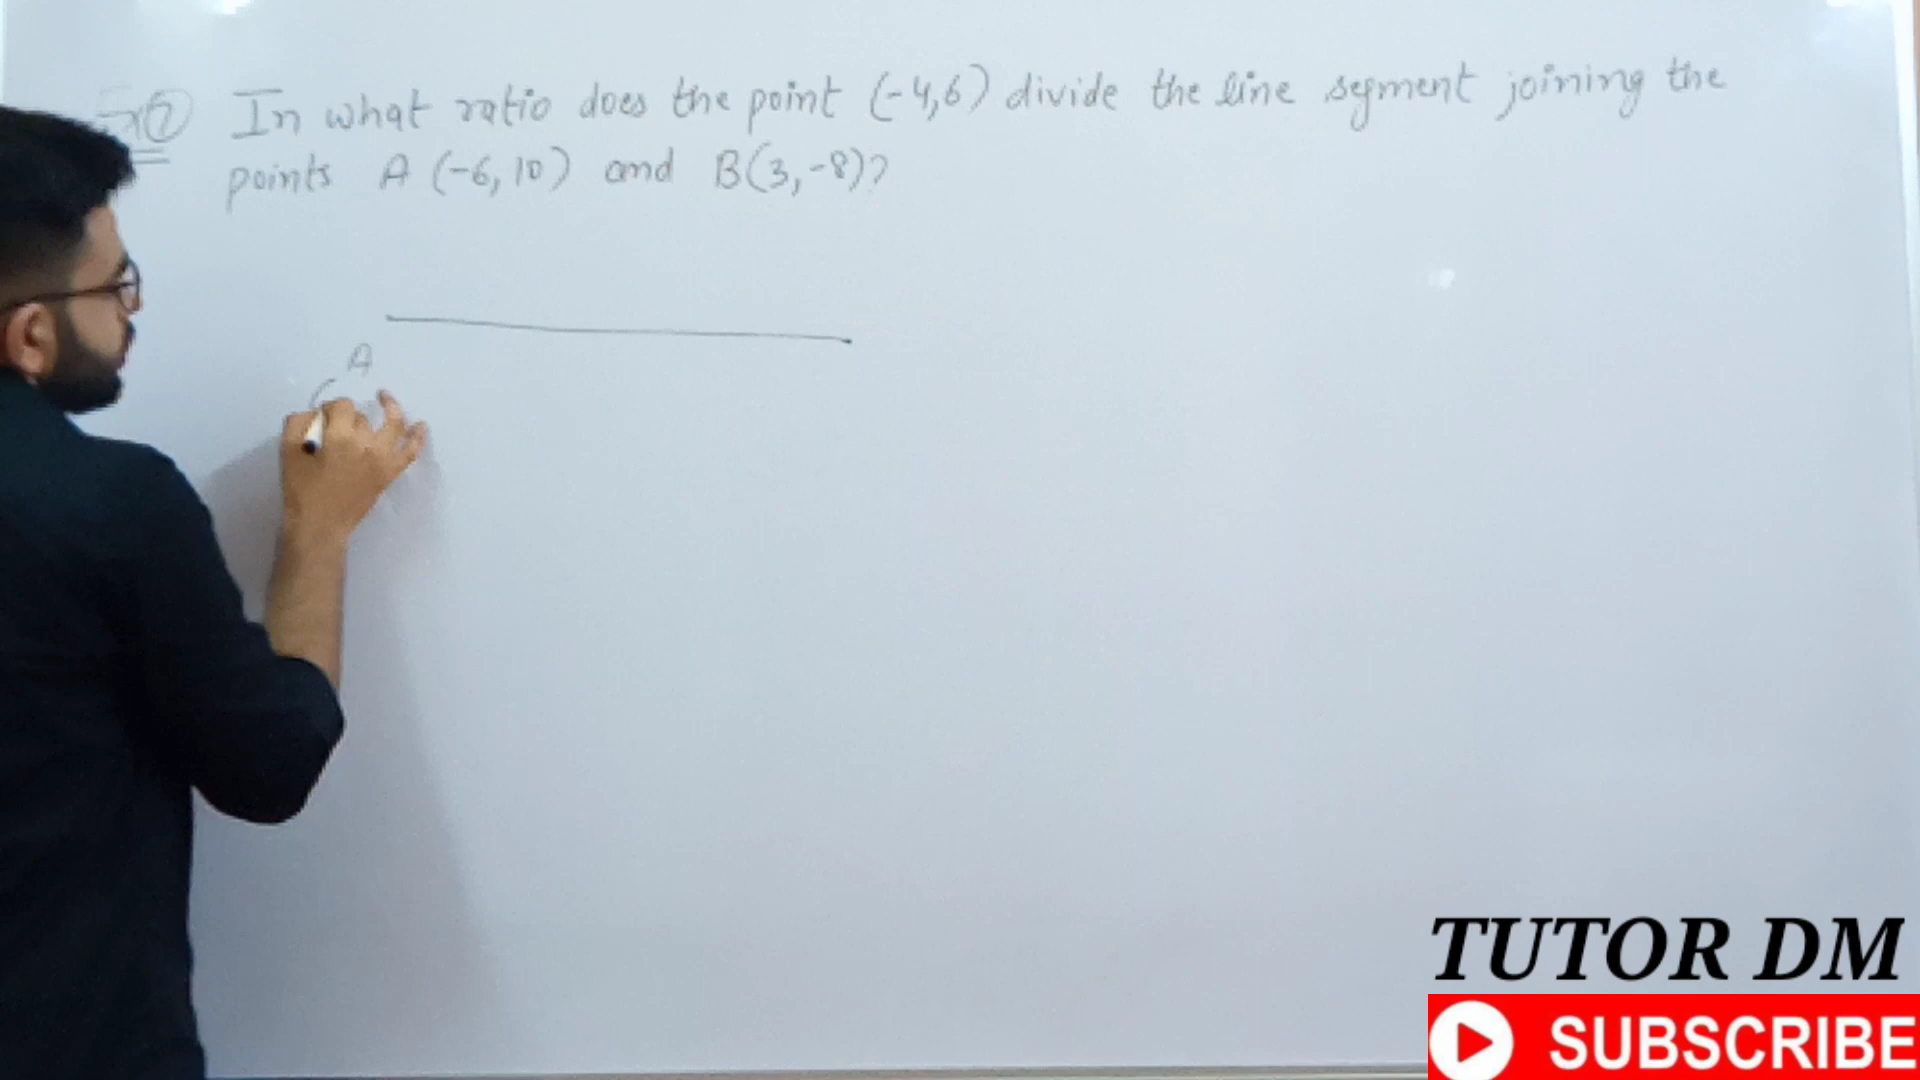 In what ratio does the point (-4,6) divide the line segment joining the
points A (-6, 10) and B(3,-8)?
A
(
TUTOR DM
SUBSCRIBE